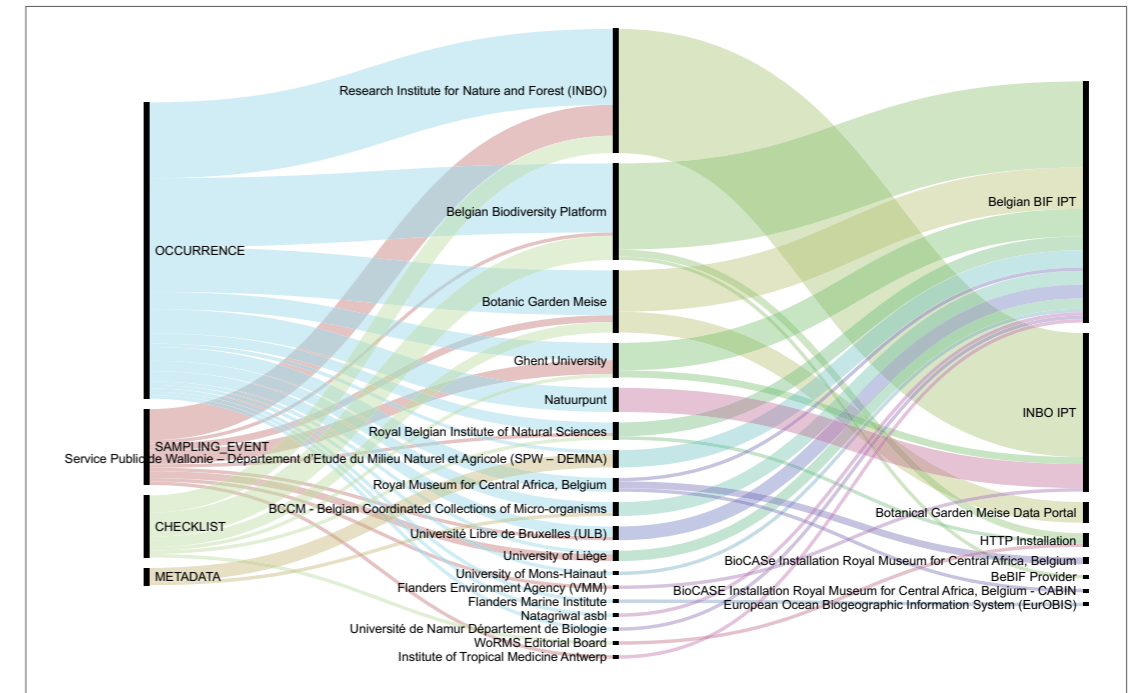 OCCURRENCE
SAMPLING_EVENT
CHECKLIST
METADATA
Research Institute for Nature and Forest (INBO)
Belgian Biodiversity Platform
Botanic Garden Meise
Ghent University
Natuurpunt
Royal Belgian Institute of Natural Sciences
Service Public de Wallonie – Département d'Etude du Milieu Naturel et Agricole (SPW – DEMNA)
Royal Museum for Central Africa, Belgium
BCCM - Belgian Coordinated Collections of Micro-organisms
Université Libre de Bruxelles (ULB)
University of Liège
University of Mons-Hainaut
Flanders Environment Agency (VMM)
Flanders Marine Institute
Natagriwal asbl
Université de Namur Département de Biologie
WoRMS Editorial Board
Institute of Tropical Medicine Antwerp
Belgian BIF IPT
INBO IPT
Botanical Garden Meise Data Portal
HTTP Installation
BioCASe Installation Royal Museum for Central Africa, Belgium
BeBIF Provider
BioCASE Installation Royal Museum for Central Africa, Belgium - CABIN
European Ocean Biogeographic Information System (EurOBIS)